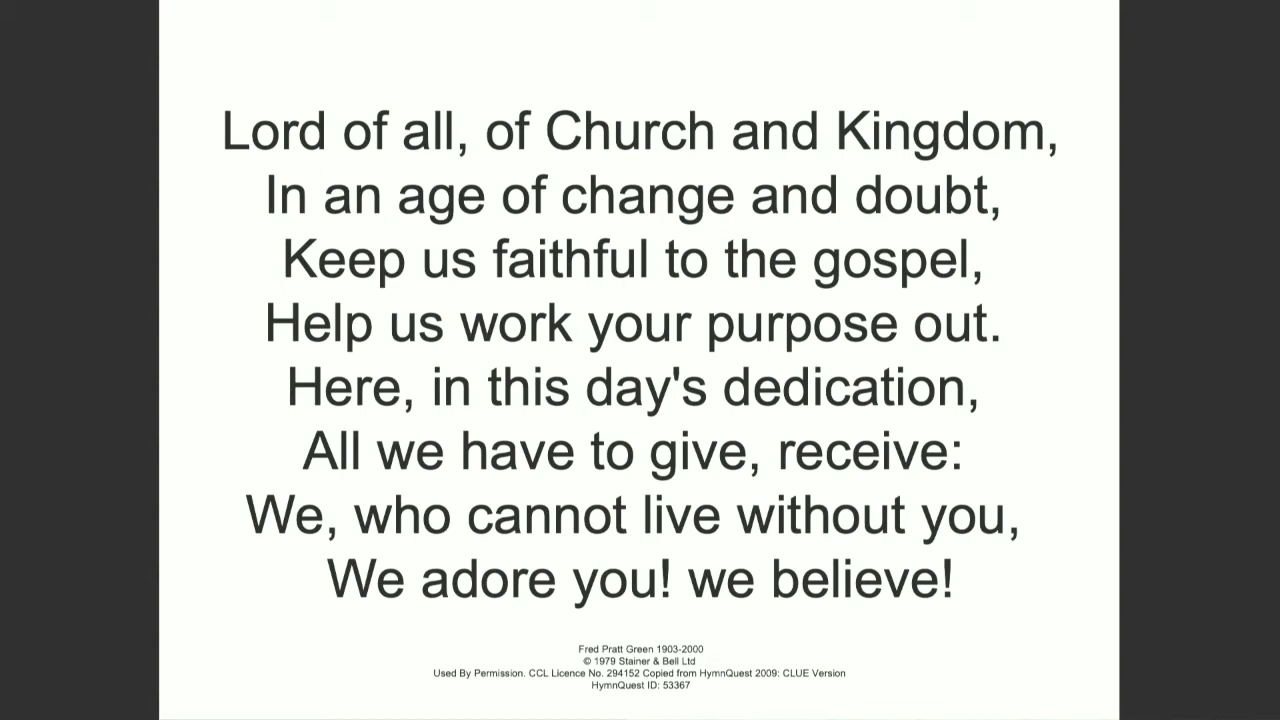 Lord of all, of Church and Kingdom,
In an age of change and doubt,
Keep us faithful to the gospel,
Help us work your purpose out.
Here, in this day's dedication,
All we have to give, receive:
We, who cannot live without you,
We adore you! we believe!
Fred Pratt Green 1903-2000
© 1979 Stainer & Bell Ltd
Used By Permission. CCL Licence No. 294152 Copied from HymnQuest 2009: CLUE Version
HymnQuest ID: 53367